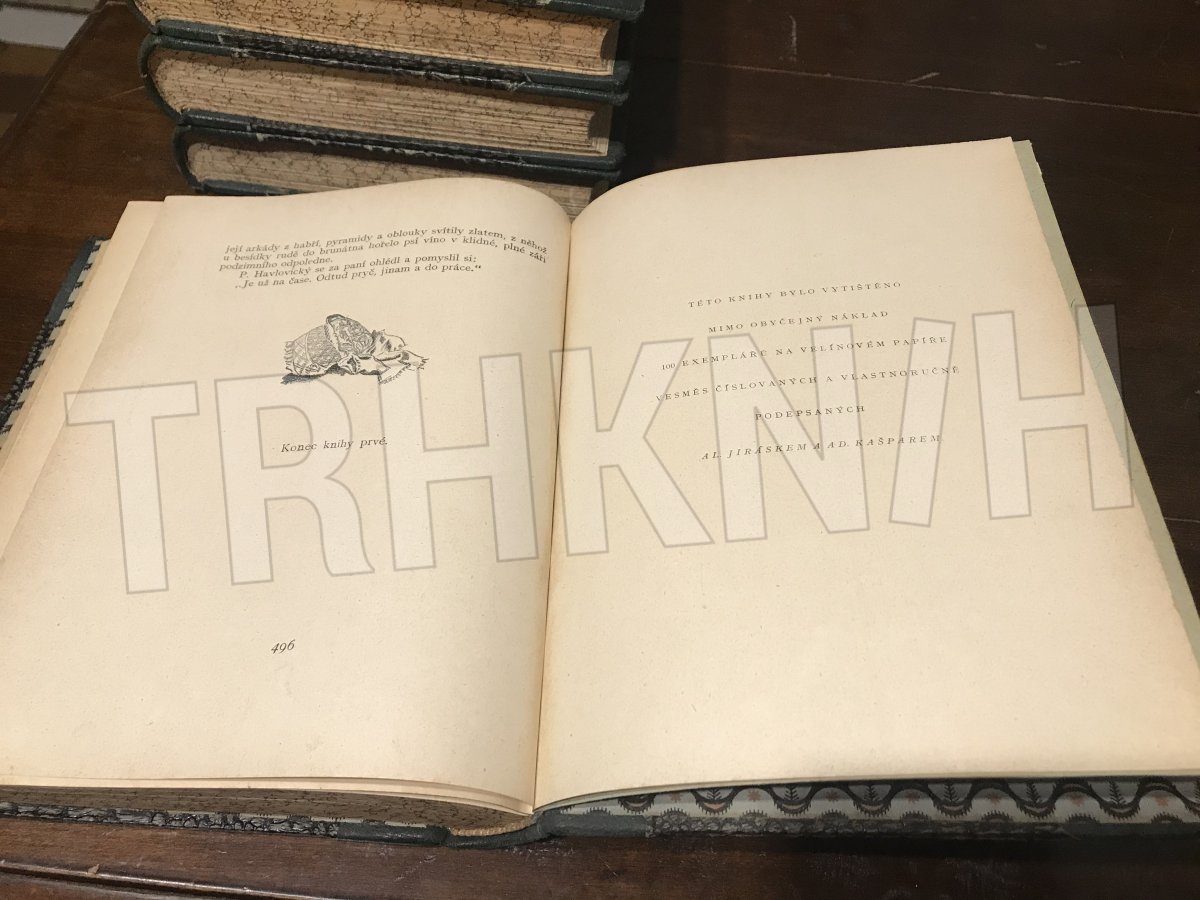 její arkády z habří, pyramidy a oblouky svítily zlatem, z něhož
u besídky rudě do brunátna hořelo psí víno v klidné, plné záři
podzimního odpoledne.
P. Havlovický se za paní ohlédl a pomyslil si:
„Je už na čase. Odtud pryč, jinam a do práce.“
Konec knihy prvé.
496
TÉTO KNIHY BYLO VYTIŠTĚNO
MIMO OBYČEJNÝ NÁKLAD
100 EXEMPLÁRŮ NA VELÍNOVÉM PAPÍŘE
VESMĚS ČÍSLOVANÝCH A VLASTNORUČNĚ
PODEPSANÝCH
AL. JIRÁSKEM A AD. KAŠPAREM
TRHKN/H